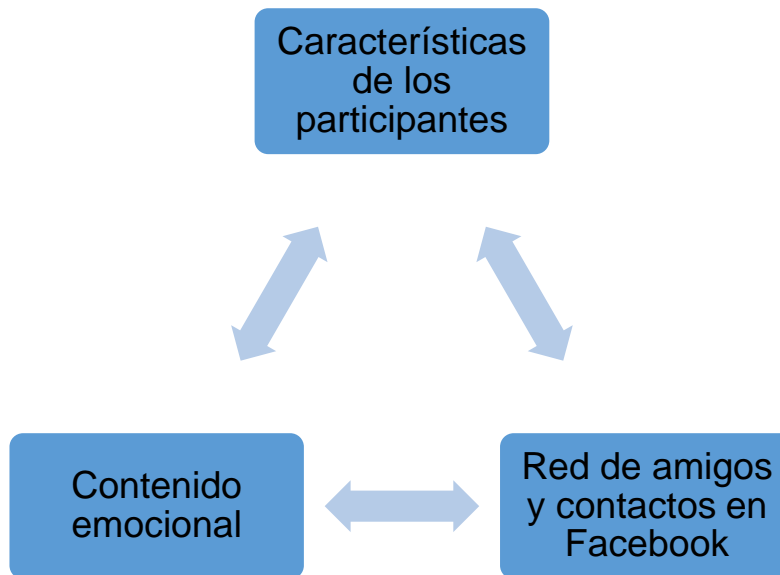 Características
de los
participantes
Contenido
emocional
Red de amigos
y contactos en
Facebook